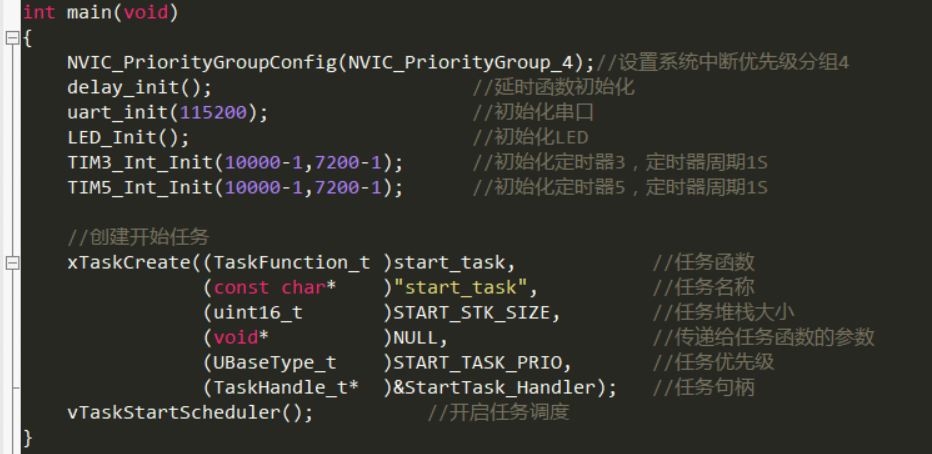 int main(void)
{
NVIC_PriorityGroupConfig(NVIC_PriorityGroup_4);//设置系统中断优先级分组4
delay_init(); //延时函数初始化
uart_init(115200); //初始化串口
LED_Init(); //初始化LED
TIM3_Int_Init(10000-1,7200-1); //初始化定时器3，定时器周期1S
TIM5_Int_Init(10000-1,7200-1); //初始化定时器5，定时器周期1S
//创建开始任务
xTaskCreate((TaskFunction_t )start_task, //任务函数
(const char* )"start_task", //任务名称
(uint16_t )START_STK_SIZE, //任务堆栈大小
(void* )NULL, //传递给任务函数的参数
(UBaseType_t )START_TASK_PRIO, //任务优先级
(TaskHandle_t* )&StartTask_Handler); //任务句柄
vTaskStartScheduler(); //开启任务调度
}